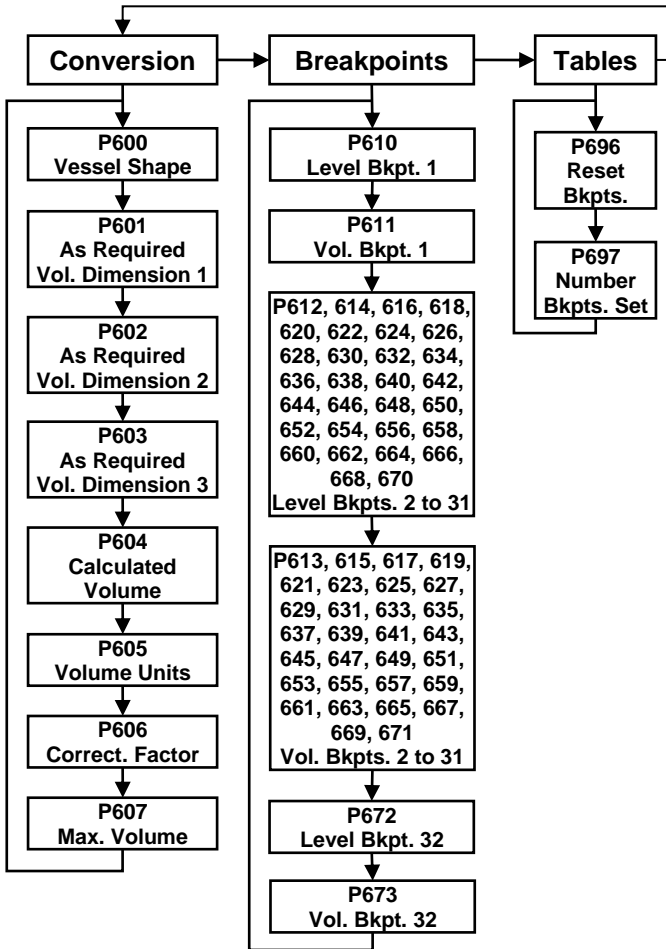 Conversion
P600
Vessel Shape
P601
As Required
Vol. Dimension 1
P602
As Required
Vol. Dimension 2
P603
As Required
Vol. Dimension 3
P604
Calculated
Volume
P605
Volume Units
P606
Correct. Factor
P607
Max. Volume
Breakpoints
P610
Level Bkpt. 1
P611
Vol. Bkpt. 1
P612, 614, 616, 618,
620, 622, 624, 626,
628, 630, 632, 634,
636, 638, 640, 642,
644, 646, 648, 650,
652, 654, 656, 658,
660, 662, 664, 666,
668, 670
Level Bkpts. 2 to 31
P613, 615, 617, 619,
621, 623, 625, 627,
629, 631, 633, 635,
637, 639, 641, 643,
645, 647, 649, 651,
653, 655, 657, 659,
661, 663, 665, 667,
669, 671
Vol. Bkpts. 2 to 31
P672
Level Bkpt. 32
P673
Vol. Bkpt. 32
Tables
P696
Reset
Bkpts.
P697
Number
Bkpts. Set